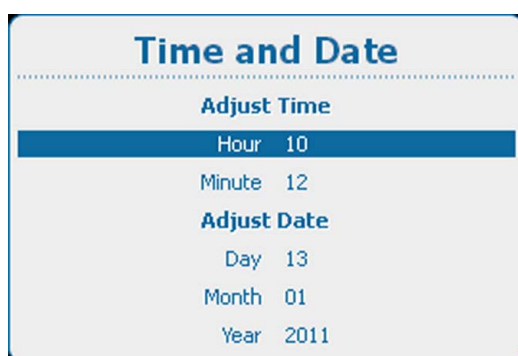 Time and Date
Adjust Time
Hour 10
Minute 12
Adjust Date
Day 13
Month 01
Year 2011